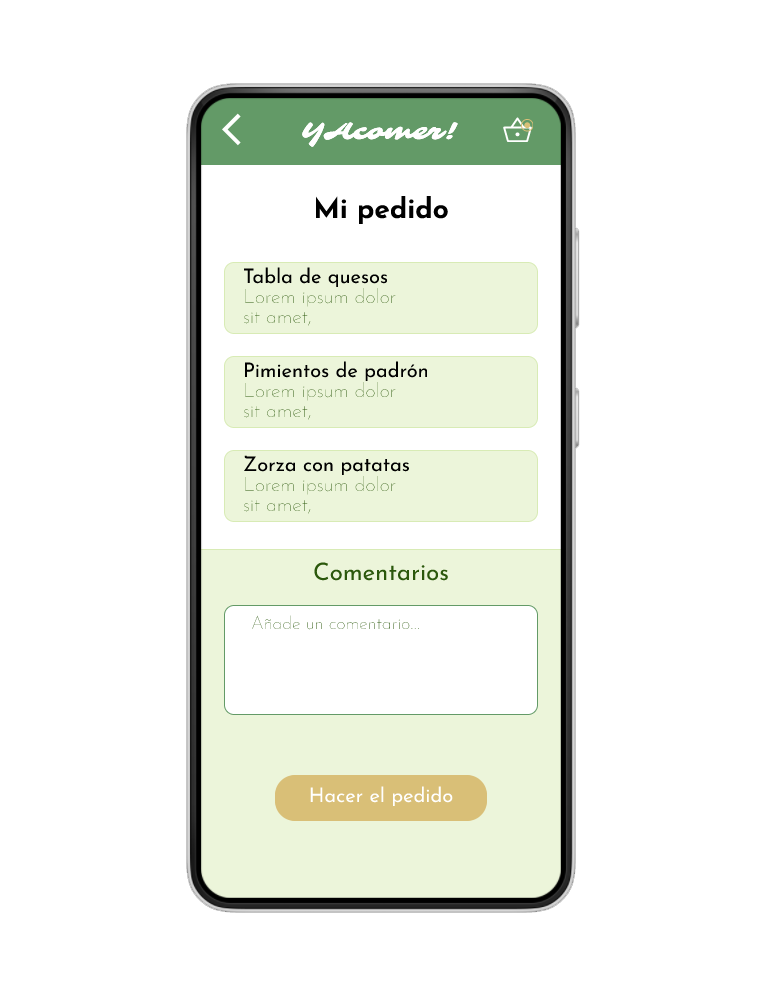 YAcomer!
Mi pedido
Tabla de quesos
Lorem ipsum dolor
sit amet,
Pimientos de padrón
Lorem ipsum dolor
sit amet,
Zorza con patatas
Lorem ipsum dolor
sit amet,
Comentarios
Añade un comentario...
Hacer el pedido